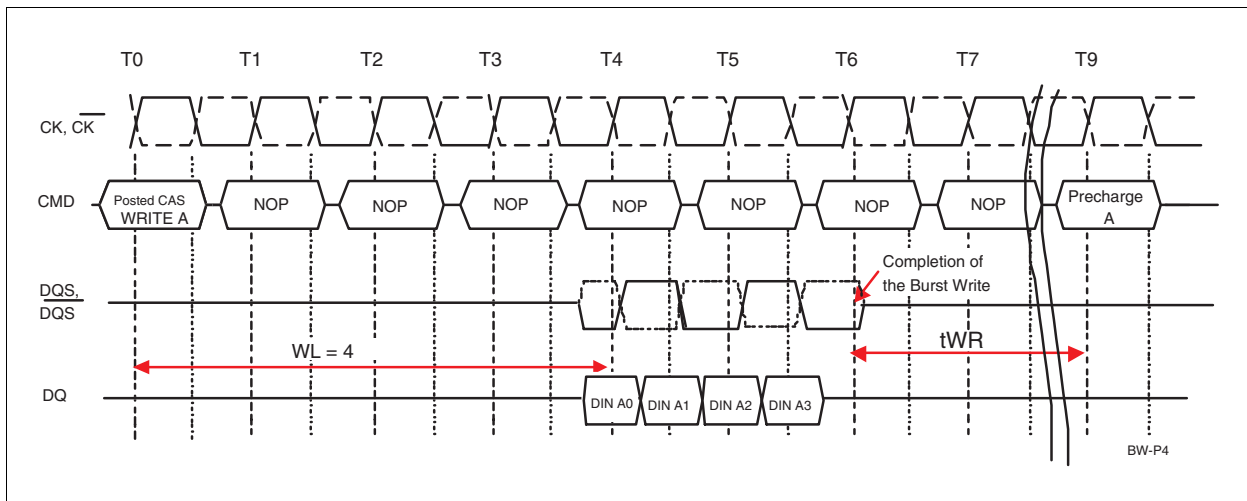 T0 T1 T2 T3 T4 T5 T6 T7 T9
CK, CK
CMD Posted CAS WRITE A NOP NOP NOP NOP NOP NOP NOP Precharge A
Completion of
the Burst Write
DQS,
DQS
WL = 4 tWR
DQ DIN A0 DIN A1 DIN A2 DIN A3
BW-P4